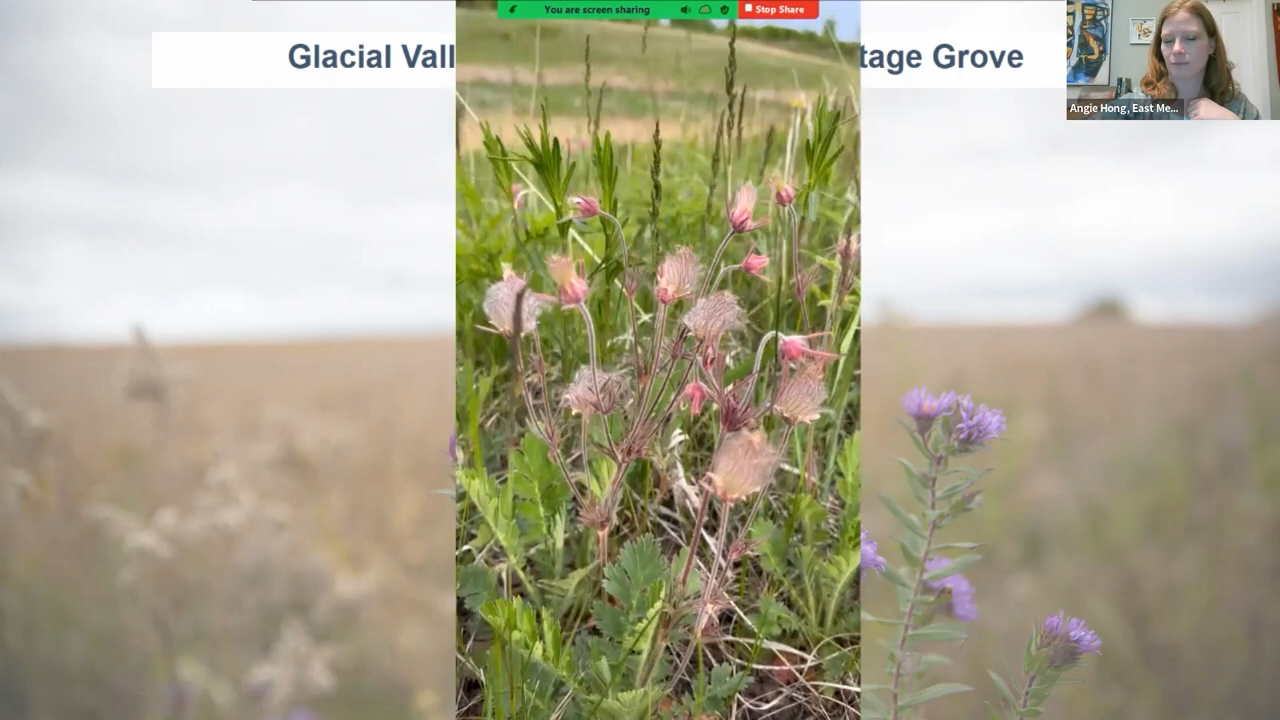 You are screen sharing
Stop Share
Glacial Vall
tage Grove
Angie Hong, East Me...